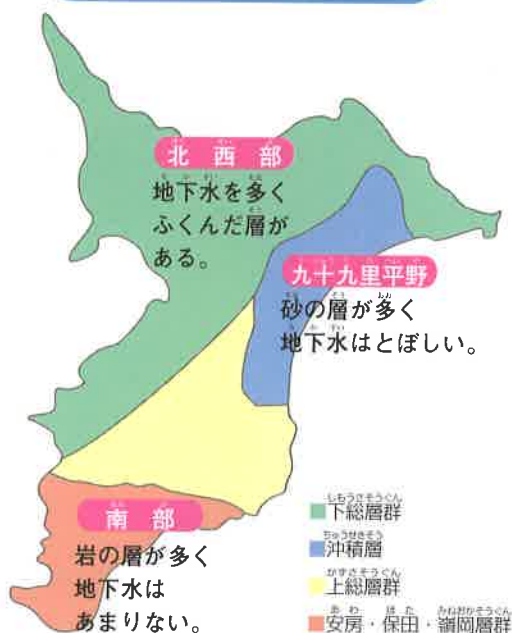 北西部
地下水を多く
ふくんだ層が
ある。
九十九里平野
砂の層が多く
地下水はとぼしい。
南部
岩の層が多く
地下水は
あまりない。
下総層群
沖積層
上総層群
安房・保田・嶺岡層群